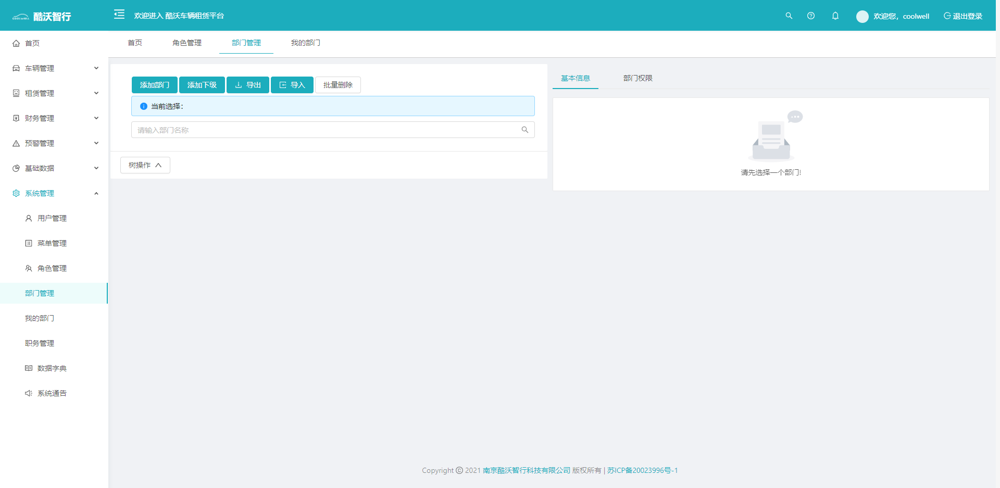 COOLWELL 酷沃智行
欢迎进入 酷沃车辆租赁平台
欢迎您，coolwell
退出登录
首页
车辆管理
租赁管理
财务管理
预警管理
基础数据
系统管理
用户管理
菜单管理
角色管理
部门管理
我的部门
职务管理
数据字典
系统通告
首页 角色管理 部门管理 我的部门
添加部门 添加下级 导出 导入 批量删除
当前选择：
请输入部门名称
树操作
基本信息 部门权限
请先选择一个部门!
Copyright © 2021 南京酷沃智行科技有限公司 版权所有 | 苏ICP备20023996号-1